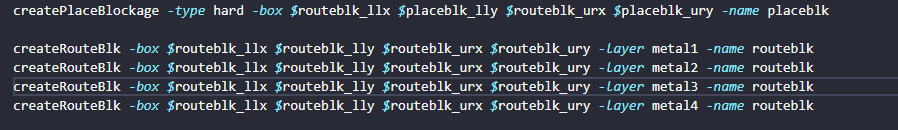 createPlaceBlockage -type hard -box $routeblk_llx $placeblk_lly $routeblk_urx $placeblk_ury -name placeblk
createRouteBlk -box $routeblk_llx $routeblk_lly $routeblk_urx $routeblk_ury -layer metal1 -name routeblk
createRouteBlk -box $routeblk_llx $routeblk_lly $routeblk_urx $routeblk_ury -layer metal2 -name routeblk
createRouteBlk -box $routeblk_llx $routeblk_lly $routeblk_urx $routeblk_ury -layer metal3 -name routeblk
createRouteBlk -box $routeblk_llx $routeblk_lly $routeblk_urx $routeblk_ury -layer metal4 -name routeblk